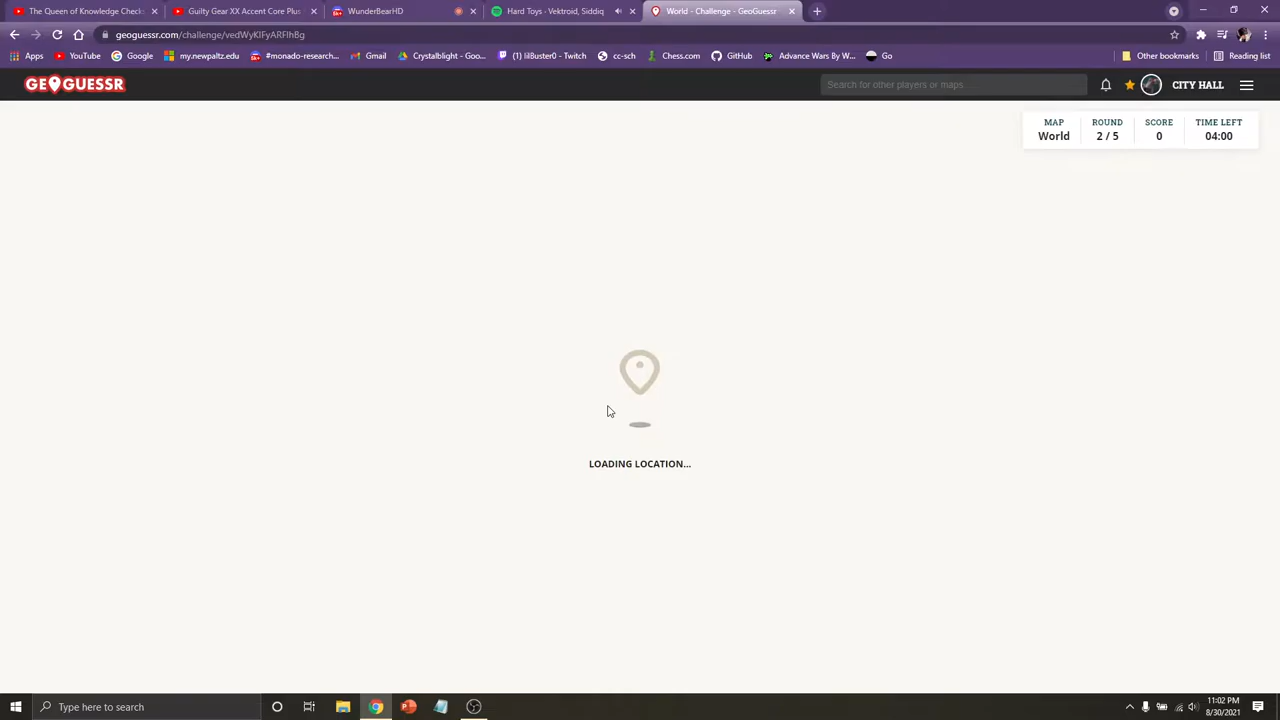 The Queen of Knowledge Check
Guilty Gear XX Accent Core Plus
WunderBearHD
Hard Toys - Vektroid, Siddiq
World - Challenge - GeoGuessr
geoguessr.com/challenge/vedWyKIFyARFlhBg
Apps
YouTube
Google
my.newpaltz.edu
#monado-research...
Gmail
Crystalblight - Goo...
(1) lilBuster0 - Twitch
cc-sch
Chess.com
GitHub
Advance Wars By W...
Go
Other bookmarks
Reading list
GEOGUESSR
Search for other players or maps...
CITY HALL
MAP ROUND SCORE TIME LEFT
World 2 / 5 0 04:00
LOADING LOCATION...
Type here to search
11:02 PM
8/30/2021